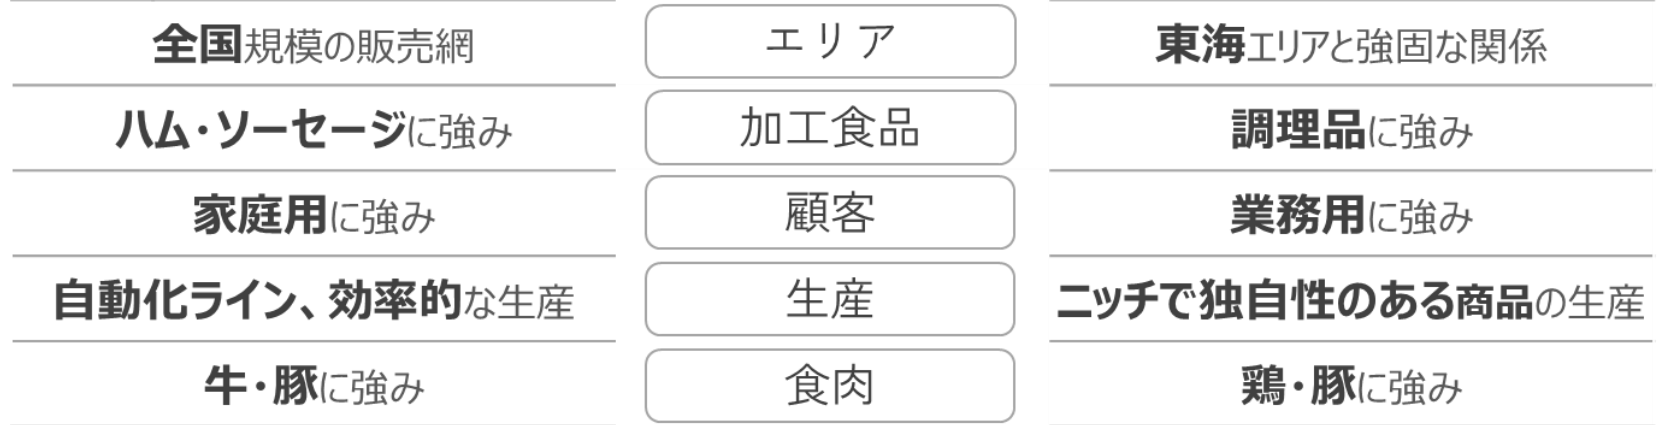 全国規模の販売網 エリア 東海エリアと強固な関係
ハム・ソーセージに強み 加工食品 調理品に強み
家庭用に強み 顧客 業務用に強み
自動化ライン、効率的な生産 生産 ニッチで独自性のある商品の生産
牛・豚に強み 食肉 鶏・豚に強み